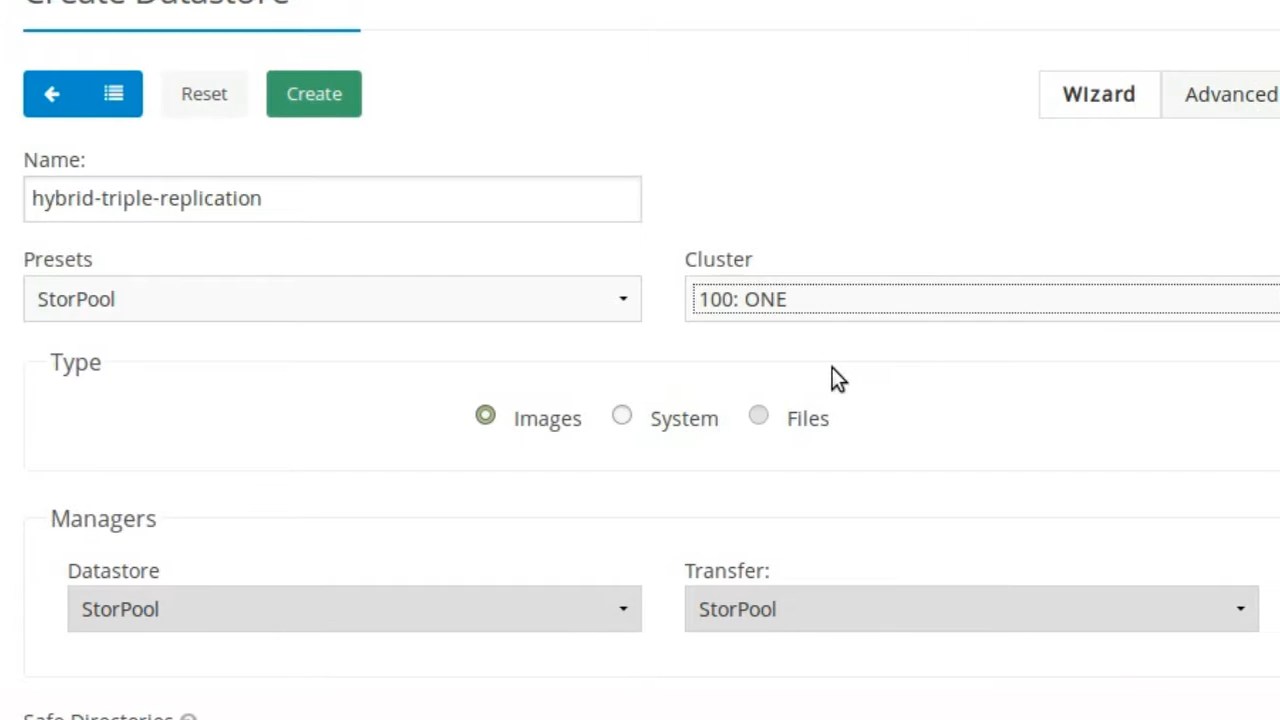 Create Datastore
Reset
Create
WIzard
Advanced
Name:
hybrid-triple-replication
Presets
Cluster
StorPool
100: ONE
Type
Images
System
Files
Managers
Datastore
Transfer:
StorPool
StorPool
Safe Directories